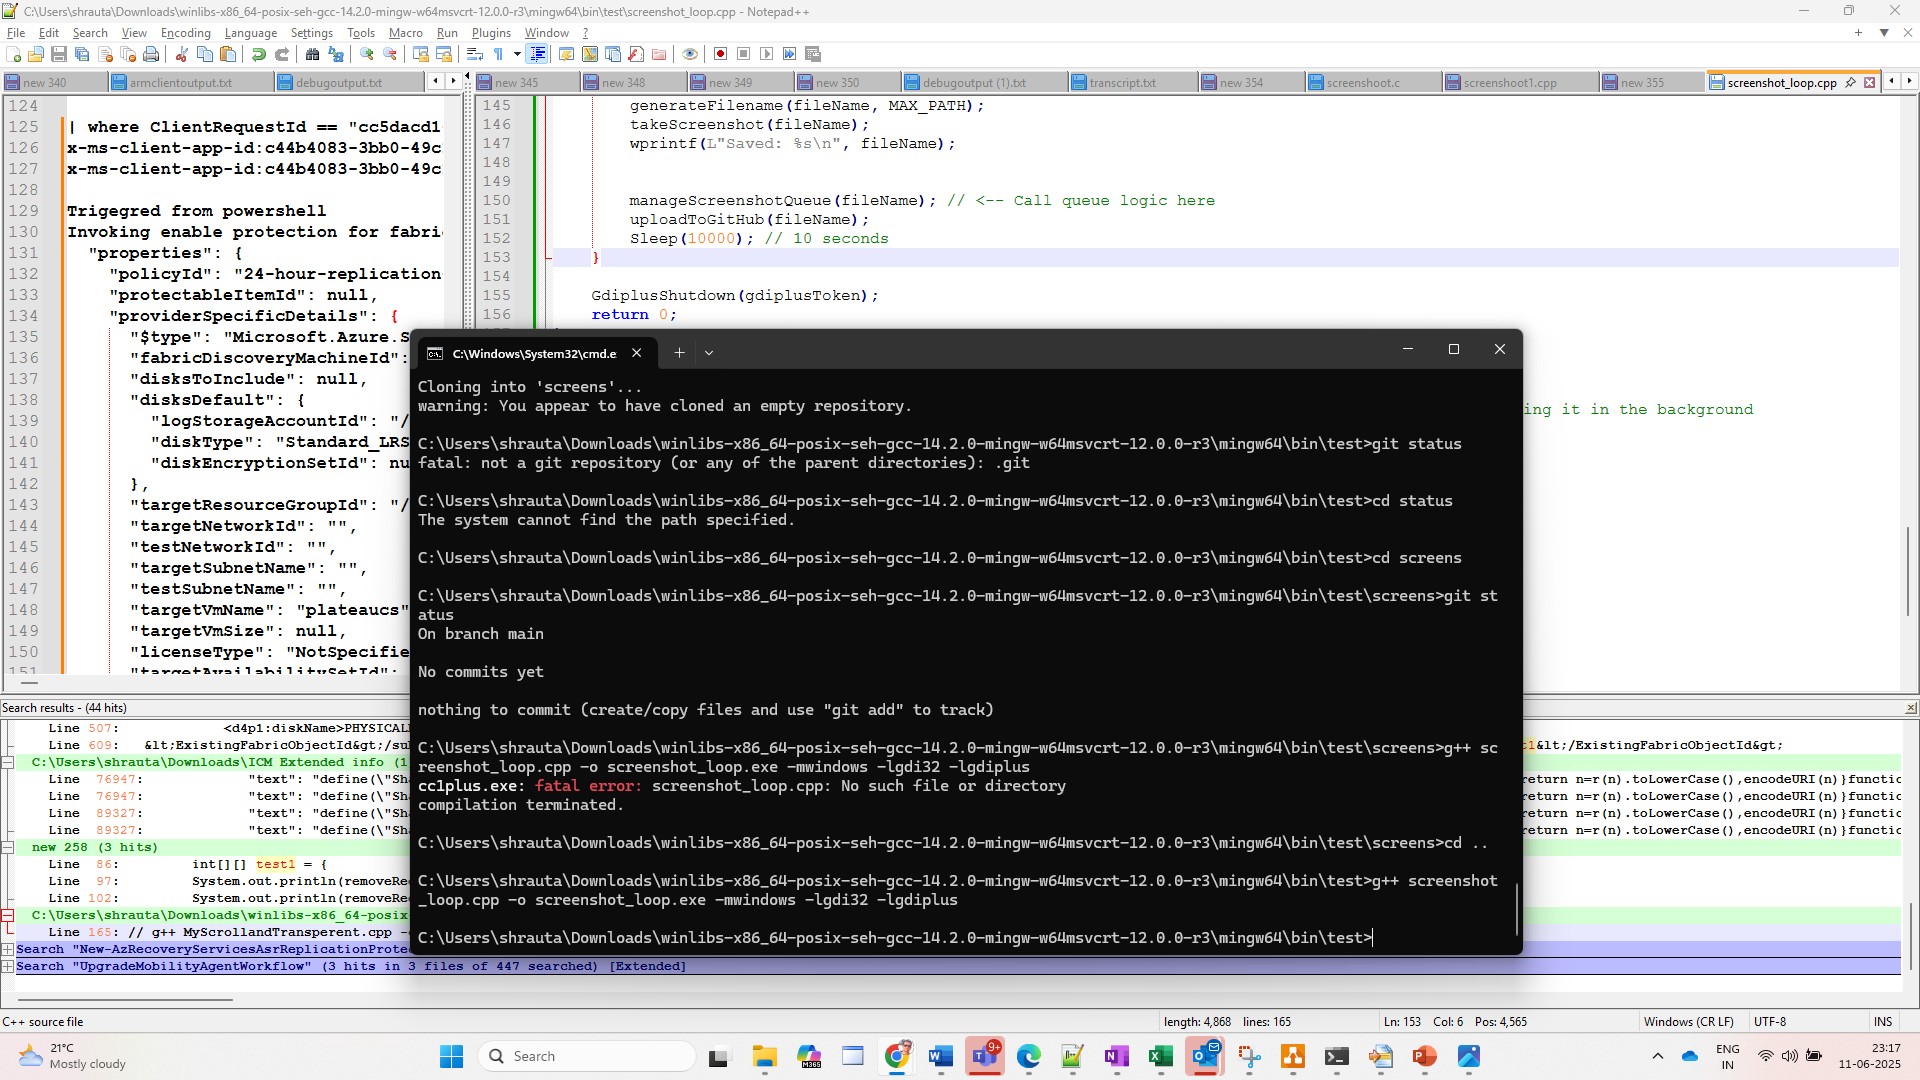 C:\Users\shrauta\Downloads\winlibs-x86_64-posix-seh-gcc-14.2.0-mingw-w64msvcrt-12.0.0-r3\mingw64\bin\test\screenshot_loop.cpp - Notepad++
File Edit Search View Encoding Language Settings Tools Macro Run Plugins Window ?
new 340 armclientoutput.txt debugoutput.txt new 345 new 348 new 349 new 350 debugoutput (1).txt transcript.txt new 354 screenshoot.c screenshoot1.cpp new 355 screenshot_loop.cpp
124
125 | where ClientRequestId == "cc5dacd1
126 x-ms-client-app-id:c44b4083-3bb0-49c
127 x-ms-client-app-id:c44b4083-3bb0-49c
128
129 Trigegred from powershell
130 Invoking enable protection for fabri
131 "properties": {
132 "policyId": "24-hour-replication
133 "protectableItemId": null,
134 "providerSpecificDetails": {
135 "$type": "Microsoft.Azure.S
136 "fabricDiscoveryMachineId":
137 "disksToInclude": null,
138 "disksDefault": {
139 "logStorageAccountId": "/
140 "diskType": "Standard_LRS
141 "diskEncryptionSetId": nu
142 },
143 "targetResourceGroupId": "/
144 "targetNetworkId": "",
145 "testNetworkId": "",
146 "targetSubnetName": "",
147 "testSubnetName": "",
148 "targetVmName": "plateaucs"
149 "targetVmSize": null,
150 "licenseType": "NotSpecifie
151 "targetAvailabilitySetId":
145 generateFilename(fileName, MAX_PATH);
146 takeScreenshot(fileName);
147 wprintf(L"Saved: %s\n", fileName);
148
149
150 manageScreenshotQueue(fileName); // <-- Call queue logic here
151 uploadToGitHub(fileName);
152 Sleep(10000); // 10 seconds
153 }
154
155 GdiplusShutdown(gdiplusToken);
156 return 0;
ing it in the background
C:\Windows\System32\cmd.e
Cloning into 'screens'...
warning: You appear to have cloned an empty repository.
C:\Users\shrauta\Downloads\winlibs-x86_64-posix-seh-gcc-14.2.0-mingw-w64msvcrt-12.0.0-r3\mingw64\bin\test>git status
fatal: not a git repository (or any of the parent directories): .git
C:\Users\shrauta\Downloads\winlibs-x86_64-posix-seh-gcc-14.2.0-mingw-w64msvcrt-12.0.0-r3\mingw64\bin\test>cd status
The system cannot find the path specified.
C:\Users\shrauta\Downloads\winlibs-x86_64-posix-seh-gcc-14.2.0-mingw-w64msvcrt-12.0.0-r3\mingw64\bin\test>cd screens
C:\Users\shrauta\Downloads\winlibs-x86_64-posix-seh-gcc-14.2.0-mingw-w64msvcrt-12.0.0-r3\mingw64\bin\test\screens>git st
atus
On branch main
No commits yet
nothing to commit (create/copy files and use "git add" to track)
C:\Users\shrauta\Downloads\winlibs-x86_64-posix-seh-gcc-14.2.0-mingw-w64msvcrt-12.0.0-r3\mingw64\bin\test\screens>g++ sc
reenshot_loop.cpp -o screenshot_loop.exe -mwindows -lgdi32 -lgdiplus
cc1plus.exe: fatal error: screenshot_loop.cpp: No such file or directory
compilation terminated.
C:\Users\shrauta\Downloads\winlibs-x86_64-posix-seh-gcc-14.2.0-mingw-w64msvcrt-12.0.0-r3\mingw64\bin\test\screens>cd ..
C:\Users\shrauta\Downloads\winlibs-x86_64-posix-seh-gcc-14.2.0-mingw-w64msvcrt-12.0.0-r3\mingw64\bin\test>g++ screenshot
_loop.cpp -o screenshot_loop.exe -mwindows -lgdi32 -lgdiplus
C:\Users\shrauta\Downloads\winlibs-x86_64-posix-seh-gcc-14.2.0-mingw-w64msvcrt-12.0.0-r3\mingw64\bin\test>
Search results - (44 hits)
Line 507: <d4p1:diskName>PHYSICAL
Line 609: &lt;ExistingFabricObjectId&gt;/su
1&lt;/ExistingFabricObjectId&gt;
C:\Users\shrauta\Downloads\ICM Extended info (1
Line 76947: "text": "define(\"Sh
return n=r(n).toLowerCase(),encodeURI(n)}functic
Line 76947: "text": "define(\"Sh
return n=r(n).toLowerCase(),encodeURI(n)}functic
Line 89327: "text": "define(\"Sh
return n=r(n).toLowerCase(),encodeURI(n)}functic
Line 89327: "text": "define(\"Sh
return n=r(n).toLowerCase(),encodeURI(n)}functic
new 258 (3 hits)
Line 86: int[][] test1 = {
Line 97: System.out.println(removeRe
Line 102: System.out.println(removeRe
C:\Users\shrauta\Downloads\winlibs-x86_64-posix
Line 165: // g++ MyScrollandTransperent.cpp -
Search "New-AzRecoveryServicesAsrReplicationProte
Search "UpgradeMobilityAgentWorkflow" (3 hits in 3 files of 447 searched) [Extended]
C++ source file length: 4,868 lines: 165 Ln: 153 Col: 6 Pos: 4,565 Windows (CR LF) UTF-8 INS
21°C
Mostly cloudy
Search
M365
9+
ENG
IN
23:17
11-06-2025